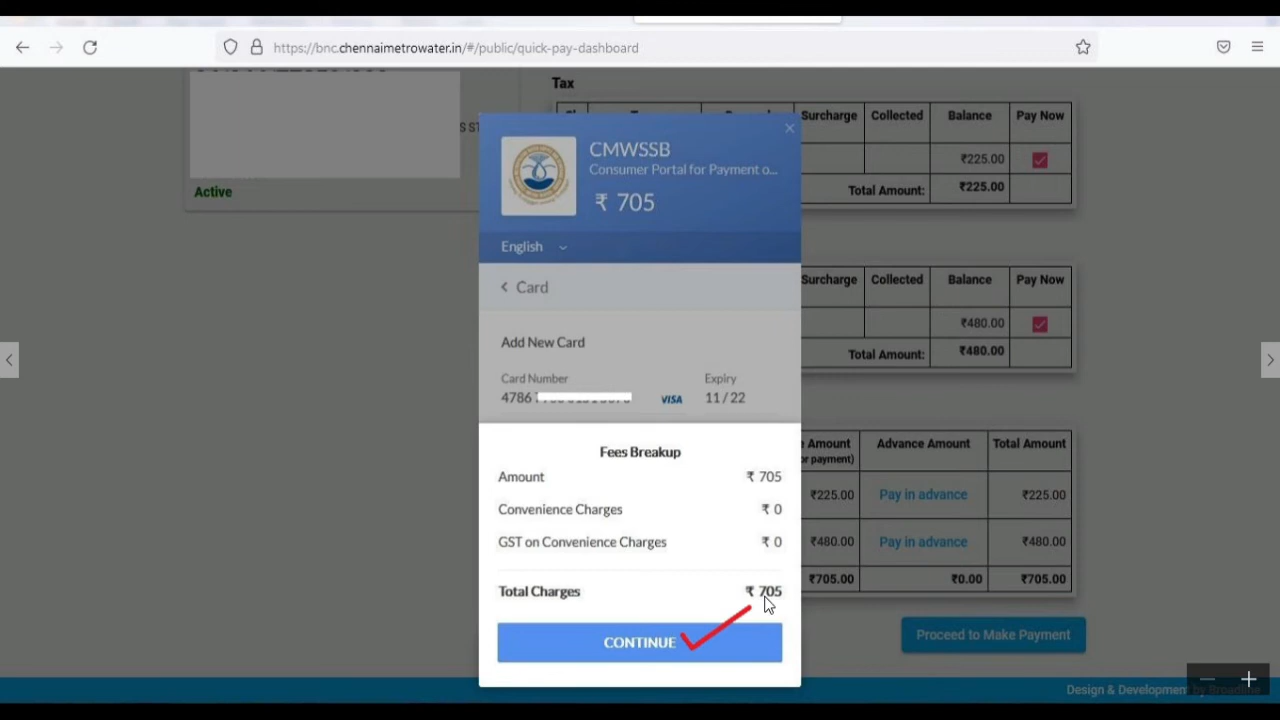 https://bnc.chennaimetrowater.in/#/public/quick-pay-dashboard
Active
Tax
Surcharge Collected Balance Pay Now
₹225.00
Total Amount: ₹225.00
Surcharge Collected Balance Pay Now
₹480.00
Total Amount: ₹480.00
Amount Advance Amount Total Amount
payment)
₹225.00 Pay in advance ₹225.00
₹480.00 Pay in advance ₹480.00
₹705.00 ₹0.00 ₹705.00
Proceed to Make Payment
CMWSSB
Consumer Portal for Payment o...
₹ 705
English
Card
Add New Card
Card Number Expiry
4786 VISA 11 / 22
Fees Breakup
Amount ₹ 705
Convenience Charges ₹ 0
GST on Convenience Charges ₹ 0
Total Charges ₹ 705
CONTINUE
Design & Development by